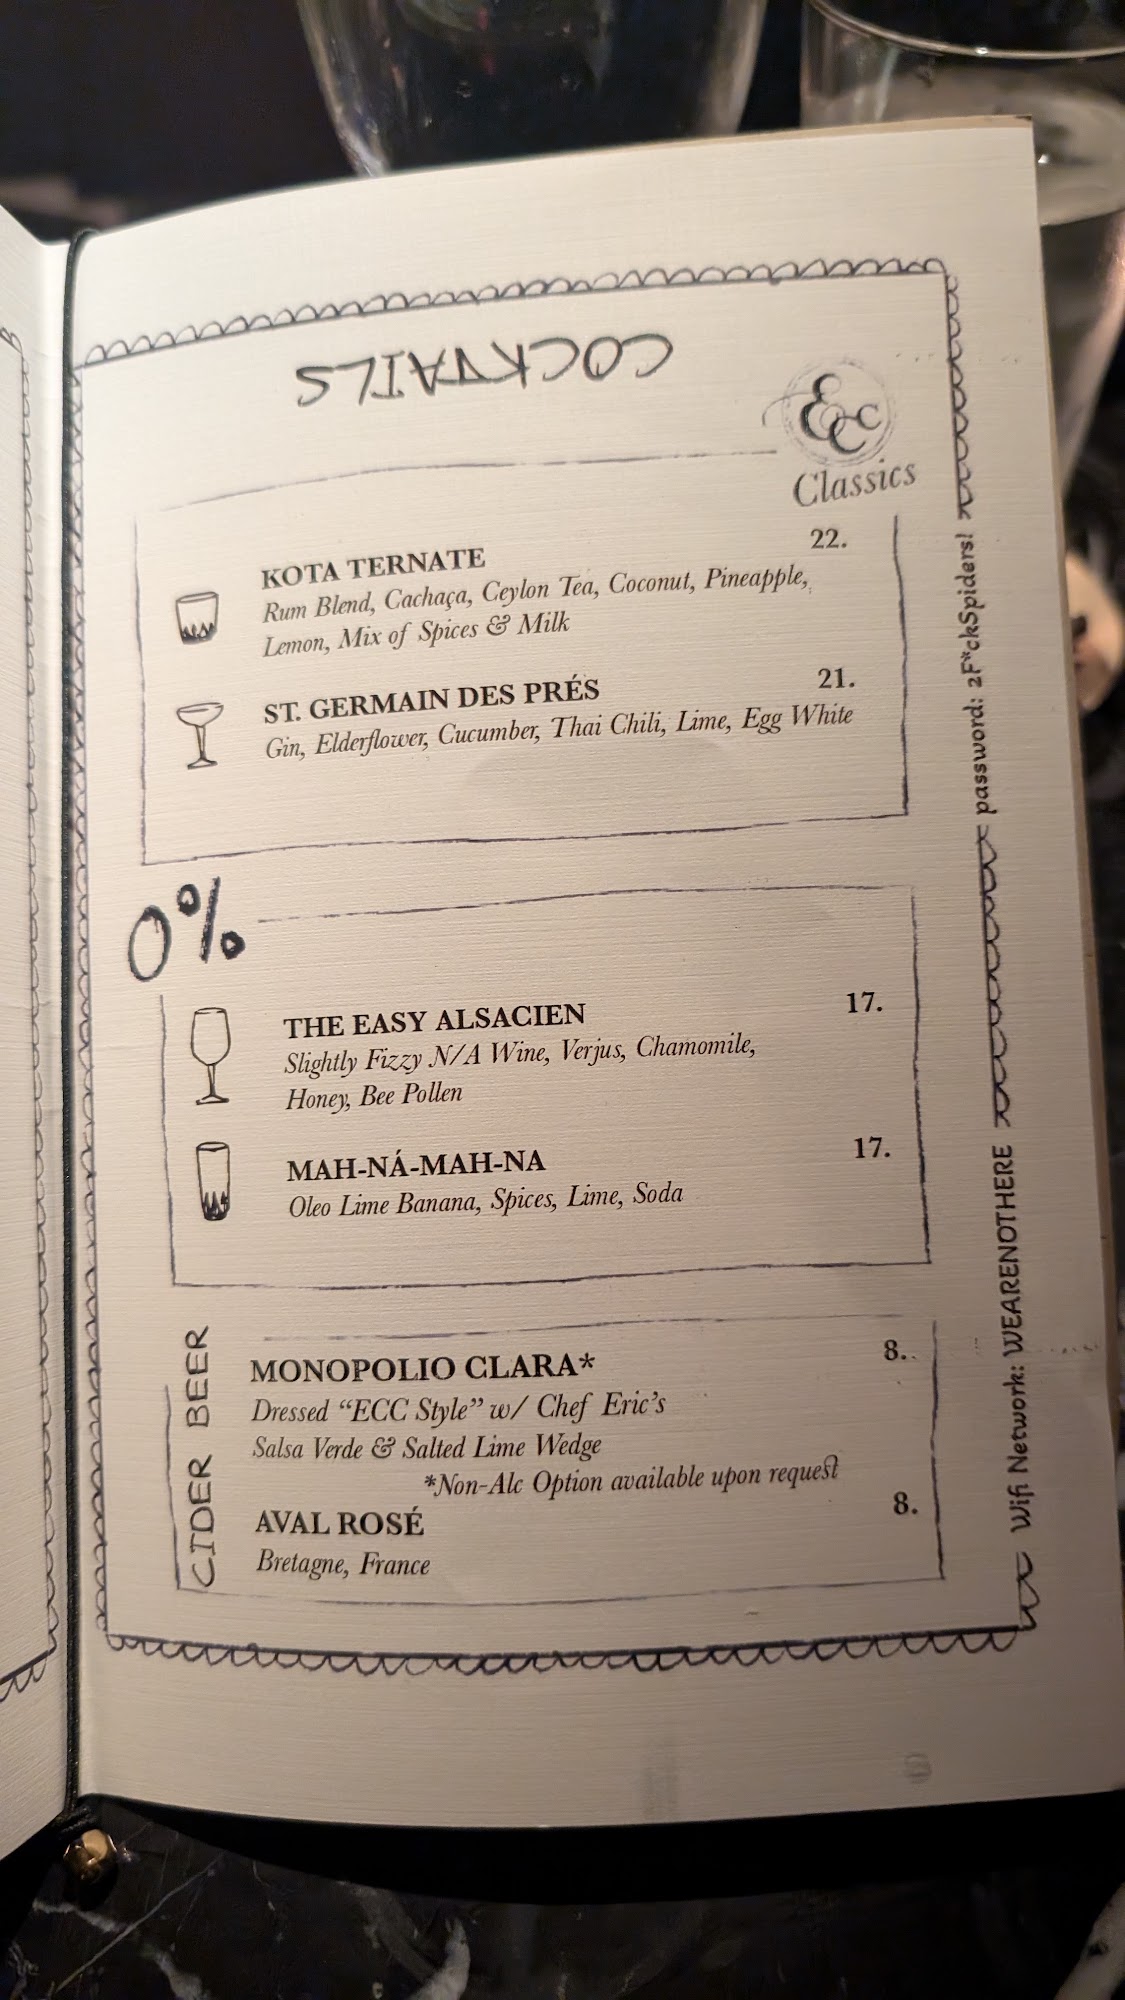 COCKTAILS
ECC
Classics
KOTA TERNATE 22.
Rum Blend, Cachaça, Ceylon Tea, Coconut, Pineapple,
Lemon, Mix of Spices & Milk
ST. GERMAIN DES PRÉS 21.
Gin, Elderflower, Cucumber, Thai Chili, Lime, Egg White
0%
THE EASY ALSACIEN 17.
Slightly Fizzy N/A Wine, Verjus, Chamomile,
Honey, Bee Pollen
MAH-NÁ-MAH-NA 17.
Oleo Lime Banana, Spices, Lime, Soda
CIDER BEER
MONOPOLIO CLARA* 8.
Dressed “ECC Style” w/ Chef Eric's
Salsa Verde & Salted Lime Wedge
*Non-Alc Option available upon request
AVAL ROSÉ 8.
Bretagne, France
Wifi Network: WEARENOTHERE password: 2F*ckSpiders!